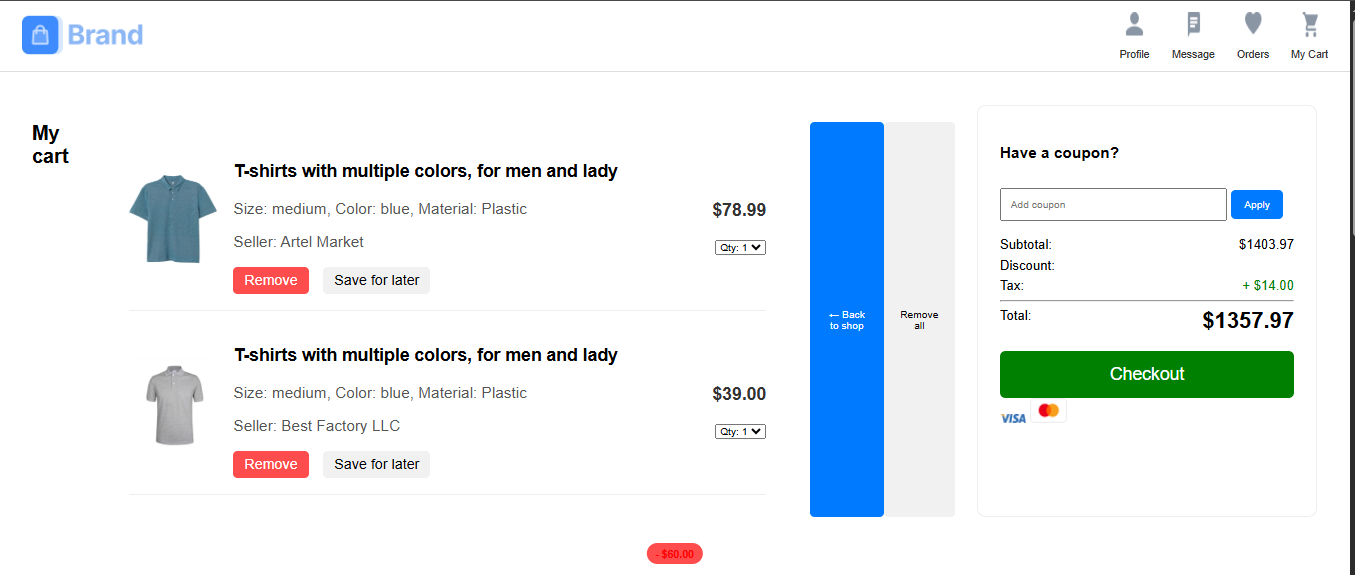 Brand
Profile
Message
Orders
My Cart
My
cart
T-shirts with multiple colors, for men and lady
Size: medium, Color: blue, Material: Plastic
$78.99
Seller: Artel Market
Qty: 1
Remove
Save for later
T-shirts with multiple colors, for men and lady
Size: medium, Color: blue, Material: Plastic
$39.00
Seller: Best Factory LLC
Qty: 1
Remove
Save for later
← Back
to shop
Remove
all
Have a coupon?
Add coupon
Apply
Subtotal:
$1403.97
Discount:
Tax:
+ $14.00
Total:
$1357.97
Checkout
VISA
- $60.00